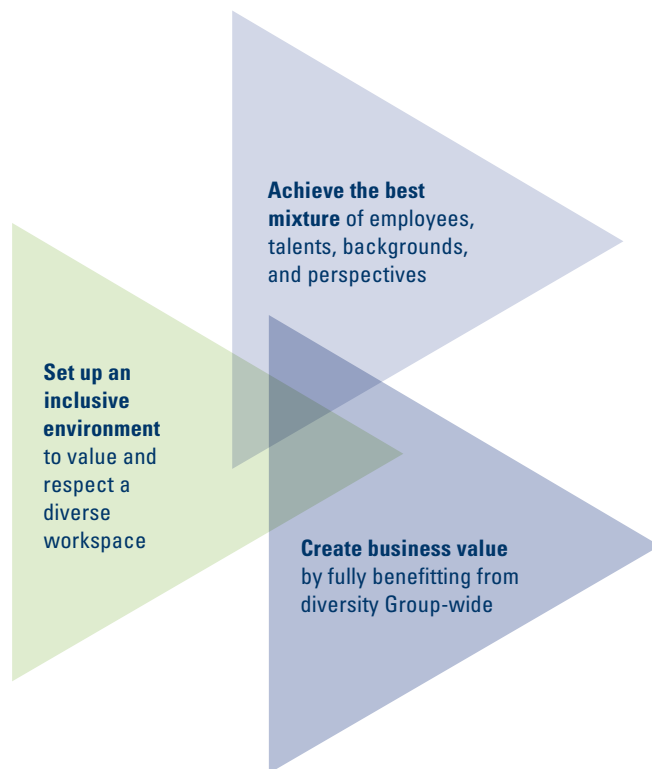 Achieve the best
mixture of employees,
talents, backgrounds,
and perspectives
Set up an
inclusive
environment
to value and
respect a
diverse
workspace
Create business value
by fully benefitting from
diversity Group-wide